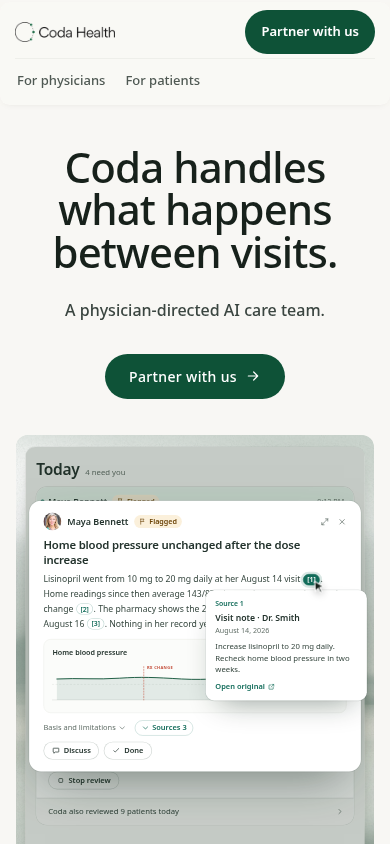 Coda Health
Partner with us
For physicians
For patients
Coda handles
what happens
between visits.
A physician-directed AI care team.
Partner with us
Today
4 need you
Maya Bennett
Flagged
Home blood pressure unchanged after the dose
increase
Lisinopril went from 10 mg to 20 mg daily at her August 14 visit [1].
Home readings since then average 143/8
change [2]. The pharmacy shows the 2
August 16 [3]. Nothing in her record ye
Source 1
Visit note · Dr. Smith
August 14, 2026
Increase lisinopril to 20 mg daily.
Recheck home blood pressure in two
weeks.
Open original
Home blood pressure
RX CHANGE
Basis and limitations
Sources 3
Discuss
Done
Stop review
Coda also reviewed 9 patients today